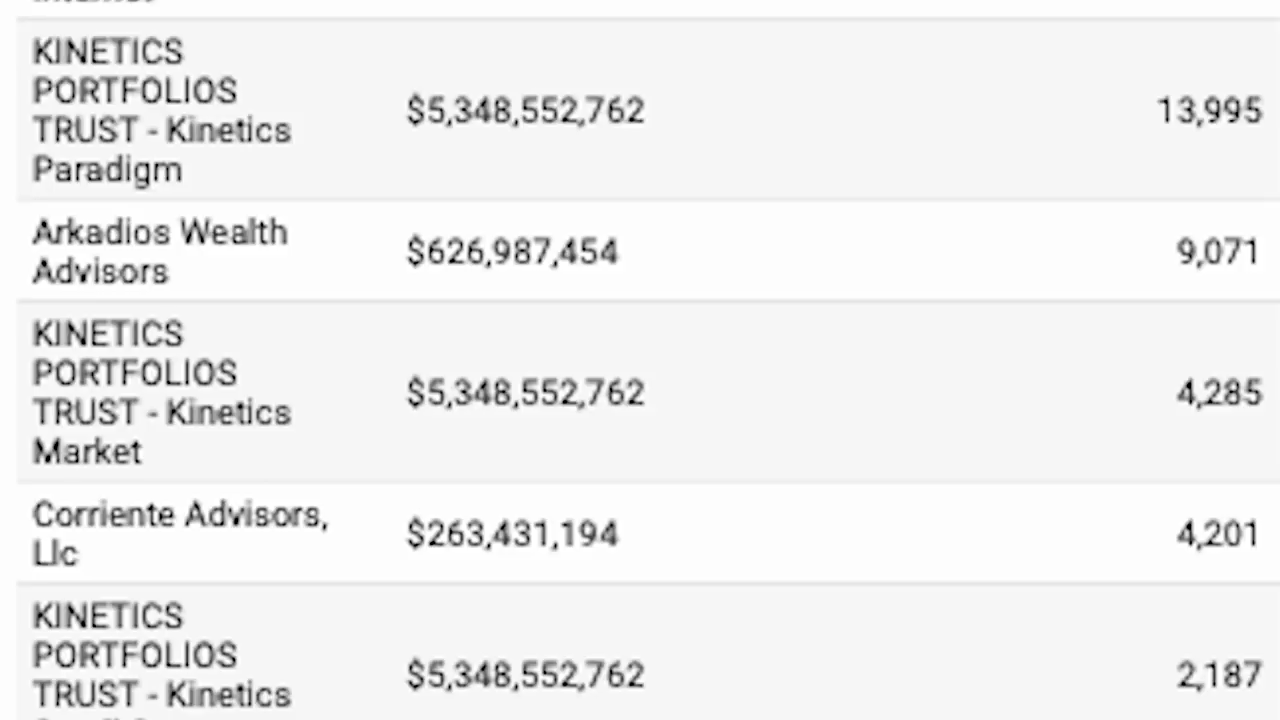 KINETICS
PORTFOLIOS
TRUST - Kinetics
Paradigm
$5,348,552,762
13,995
Arkadios Wealth
Advisors
$626,987,454
9,071
KINETICS
PORTFOLIOS
TRUST - Kinetics
Market
$5,348,552,762
4,285
Corriente Advisors,
Llc
$263,431,194
4,201
KINETICS
PORTFOLIOS
TRUST - Kinetics
$5,348,552,762
2,187